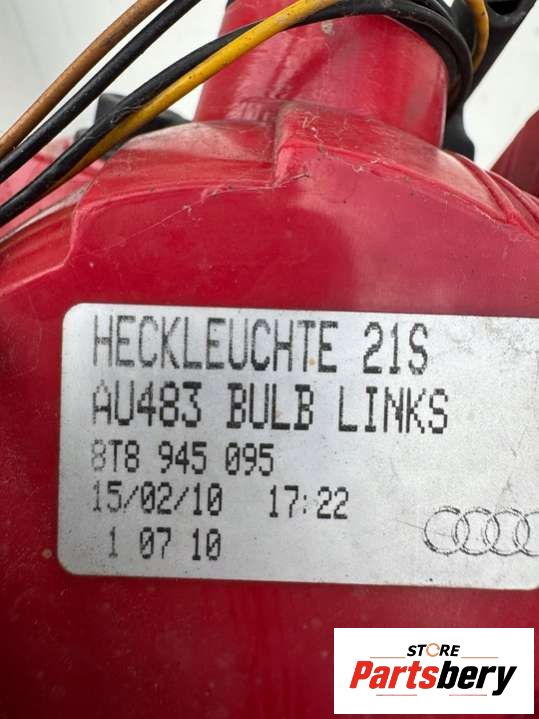 HECKLEUCHTE 21S
AU483 BULB LINKS
8T8 945 095
15/02/10 17:22
1 07 10
STORE
Partsbery